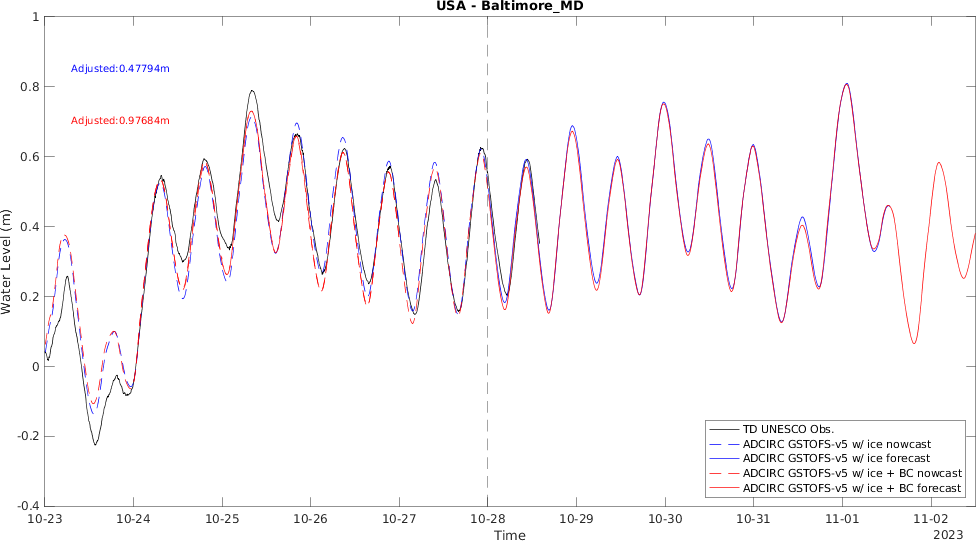 USA - Baltimore_MD
1
0.8
0.6
0.4
0.2
0
-0.2
-0.4
Water Level (m)
Adjusted:0.47794m
Adjusted:0.97684m
TD UNESCO Obs.
ADCIRC GSTOFS-v5 w/ ice nowcast
ADCIRC GSTOFS-v5 w/ ice forecast
ADCIRC GSTOFS-v5 w/ ice + BC nowcast
ADCIRC GSTOFS-v5 w/ ice + BC forecast
10-23 10-24 10-25 10-26 10-27 10-28 10-29 10-30 10-31 11-01 11-02
Time
2023